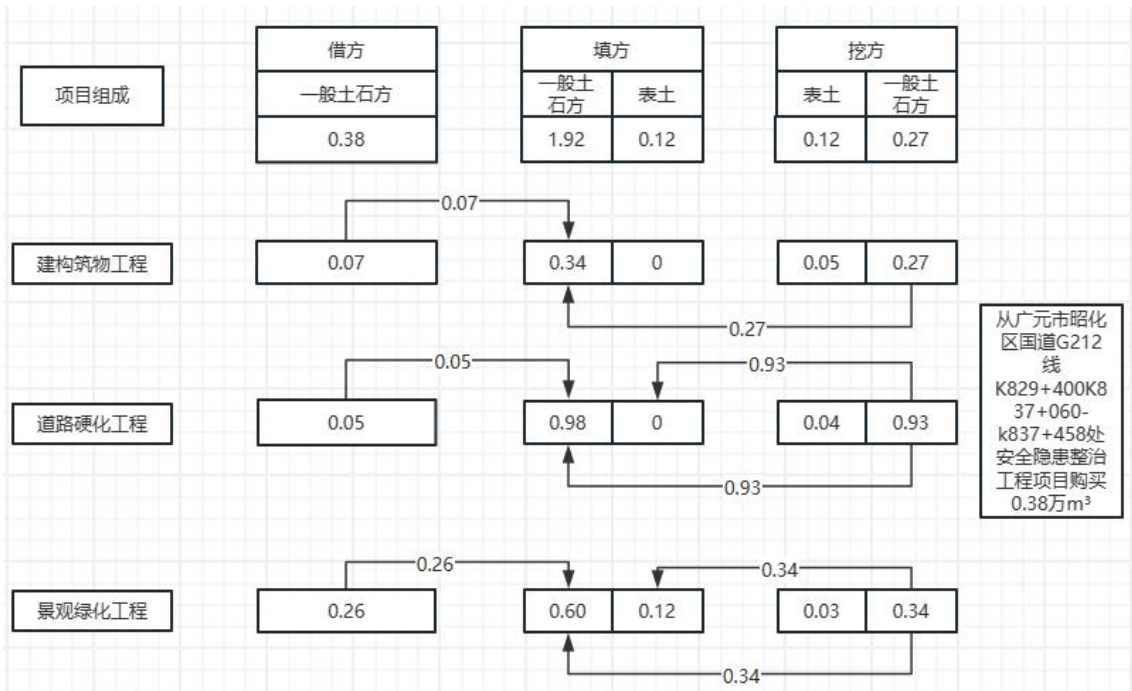 项目组成
借方
一般土石方
0.38
填方
一般土
石方
表土
1.92
0.12
挖方
表土
一般土
石方
0.12
0.27
0.07
建构筑物工程
0.07
0.34
0
0.05
0.27
0.27
0.05
0.93
道路硬化工程
0.05
0.98
0
0.04
0.93
0.93
0.26
0.34
景观绿化工程
0.26
0.60
0.12
0.03
0.34
0.34
从广元市昭化
区国道G212
线
K829+400K8
37+060-
k837+458处
安全隐患整治
工程项目购买
0.38万m³